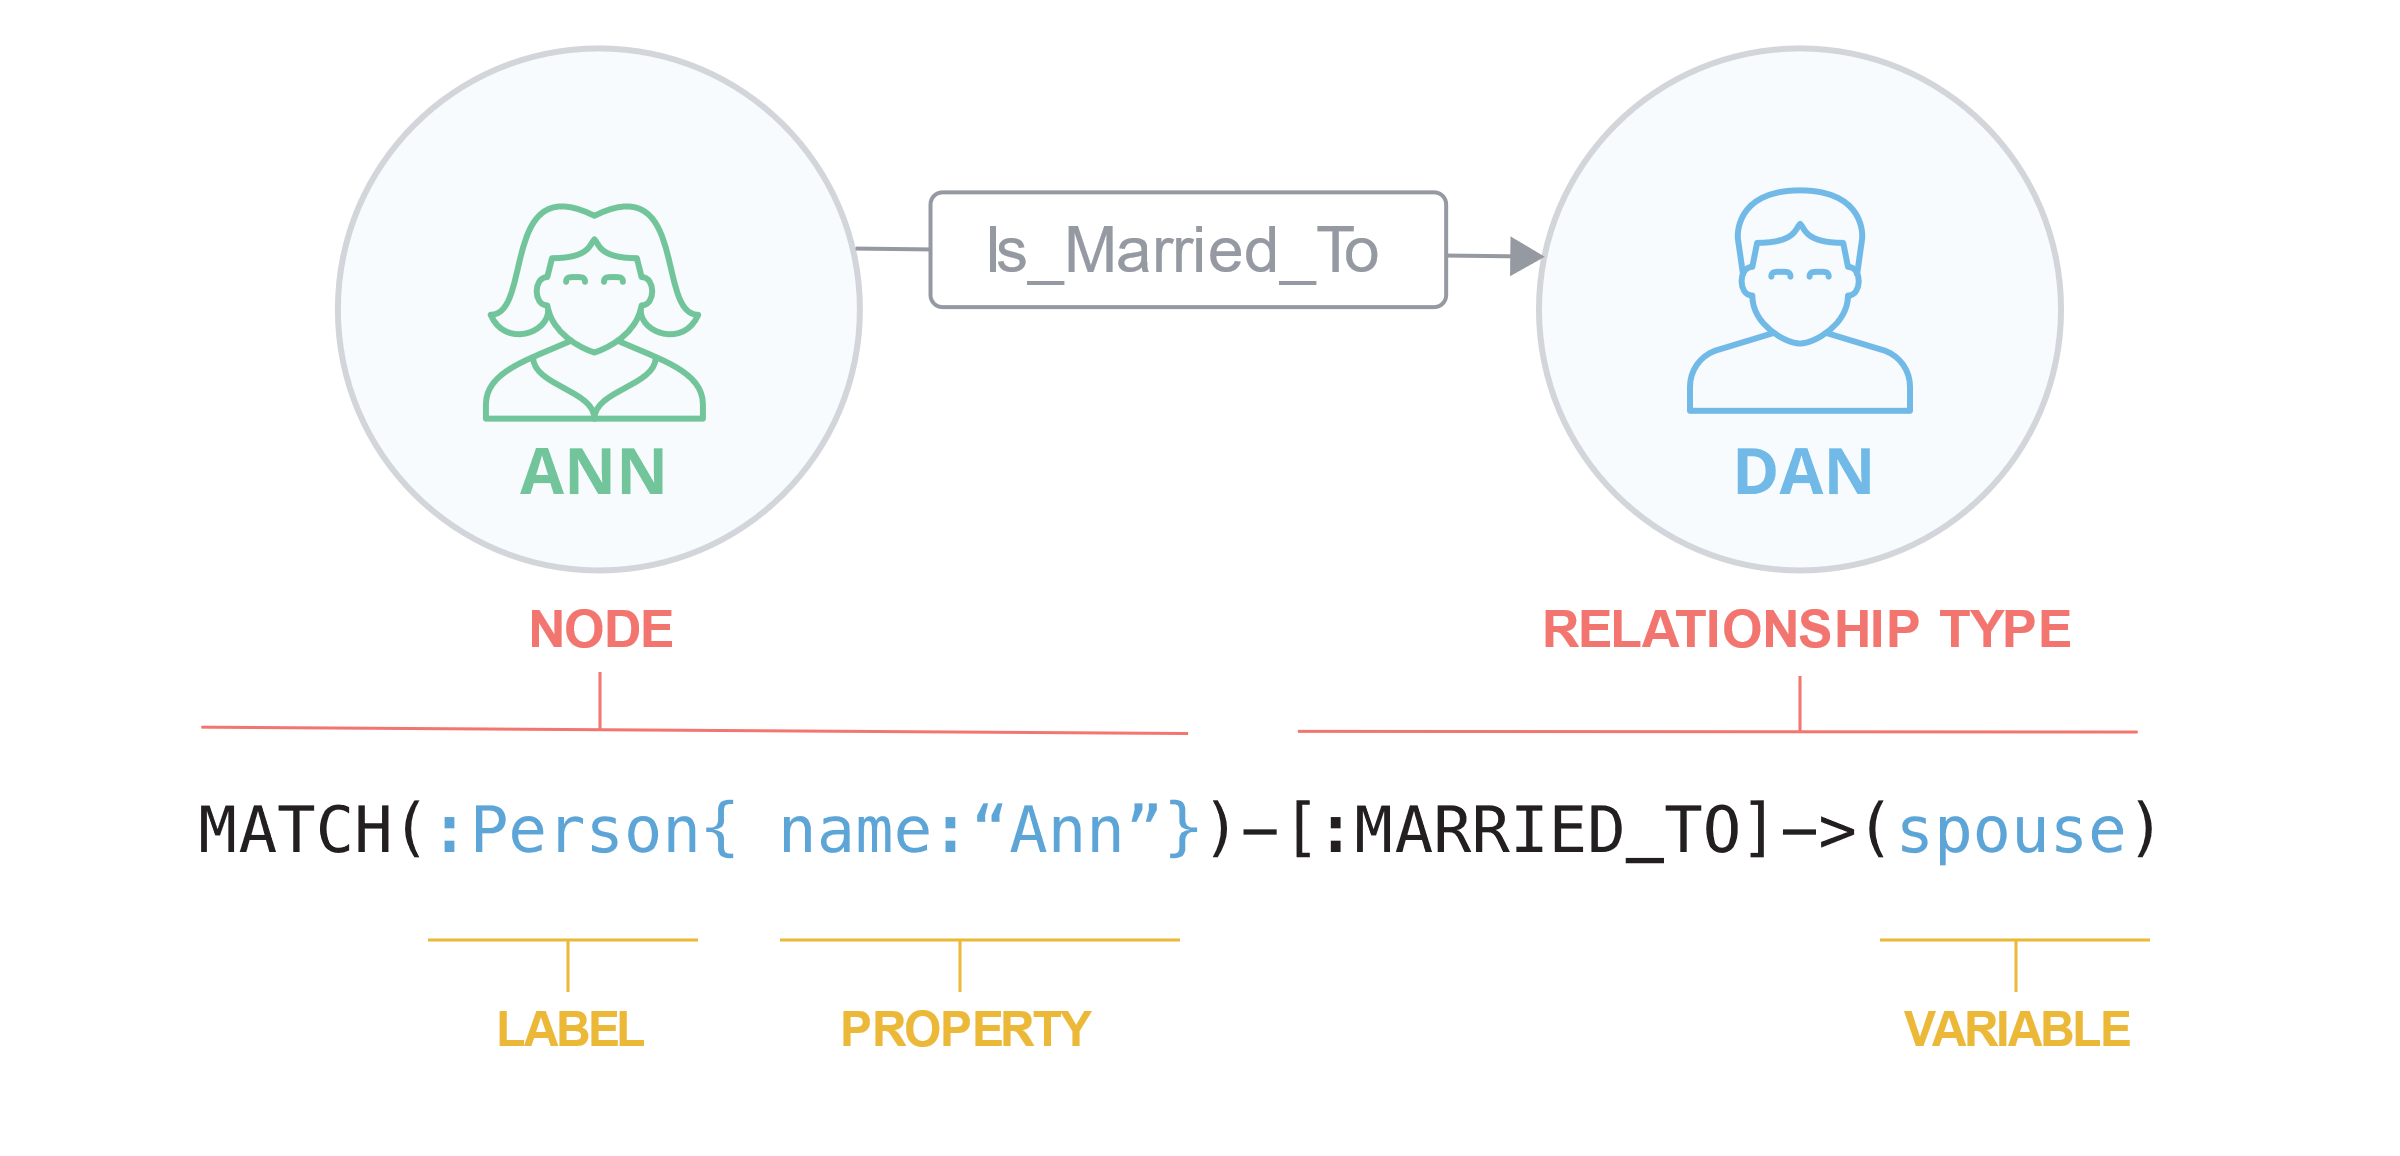 Is_Married_To
ANN
DAN
NODE
RELATIONSHIP TYPE
MATCH(:Person{ name:“Ann”})–[:MARRIED_TO]–>(spouse)
LABEL
PROPERTY
VARIABLE